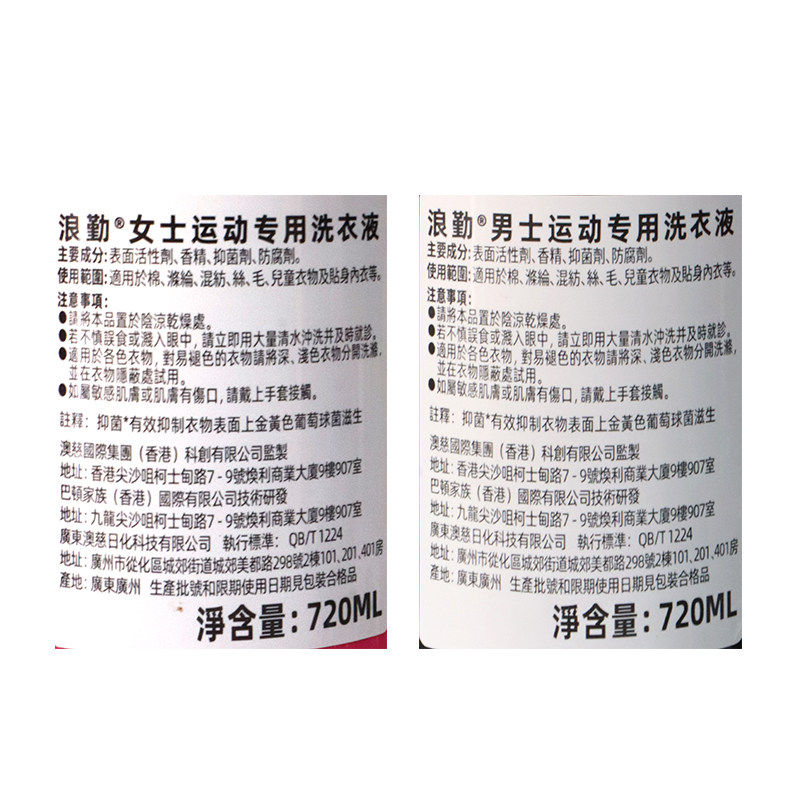 浪勤®女士运动专用洗衣液
主要成分:表面活性劑、香精、抑菌劑、防腐劑。
使用範圍:適用於棉、滌綸、混紡、絲、毛、兒童衣物及貼身內衣等。
注意事項:
●請將本品置於陰涼乾燥處。
●若不慎誤食或濺入眼中,請立即用大量清水沖洗并及時就診。
●適用於各色衣物,對易褪色的衣物請將深、淺色衣物分開洗滌,
並在衣物隱蔽處試用。
●如屬敏感肌膚或肌膚有傷口,請戴上手套接觸。
註釋:抑菌*有效抑制衣物表面上金黃色葡萄球菌滋生
澳慈國際集團(香港)科創有限公司監製
地址:香港尖沙咀柯士甸路7-9號煥利商業大廈9樓907室
巴頓家族(香港)國際有限公司技術研發
地址:九龍尖沙咀柯士甸路7-9號煥利商業大廈9樓907室
廣東澳慈日化科技有限公司 執行標準:QB/T 1224
地址:廣州市從化區城郊街道城郊美都路298號2棟101,201,401房
產地:廣東廣州 生產批號和限期使用日期見包裝合格品
淨含量:720ML
浪勤®男士运动专用洗衣液
主要成分:表面活性劑、香精、抑菌劑、防腐劑。
使用範圍:適用於棉、滌綸、混紡、絲、毛、兒童衣物及貼身內衣等。
注意事項:
●請將本品置於陰涼乾燥處。
●若不慎誤食或濺入眼中,請立即用大量清水沖洗并及時就診。
●適用於各色衣物,對易褪色的衣物請將深、淺色衣物分開洗滌,
並在衣物隱蔽處試用。
●如屬敏感肌膚或肌膚有傷口,請戴上手套接觸。
註釋:抑菌*有效抑制衣物表面上金黃色葡萄球菌滋生
澳慈國際集團(香港)科創有限公司監製
地址:香港尖沙咀柯士甸路7-9號煥利商業大廈9樓907室
巴頓家族(香港)國際有限公司技術研發
地址:九龍尖沙咀柯士甸路7-9號煥利商業大廈9樓907室
廣東澳慈日化科技有限公司 執行標準:QB/T 1224
地址:廣州市從化區城郊街道城郊美都路298號2棟101,201,401房
產地:廣東廣州 生產批號和限期使用日期見包裝合格品
淨含量:720ML